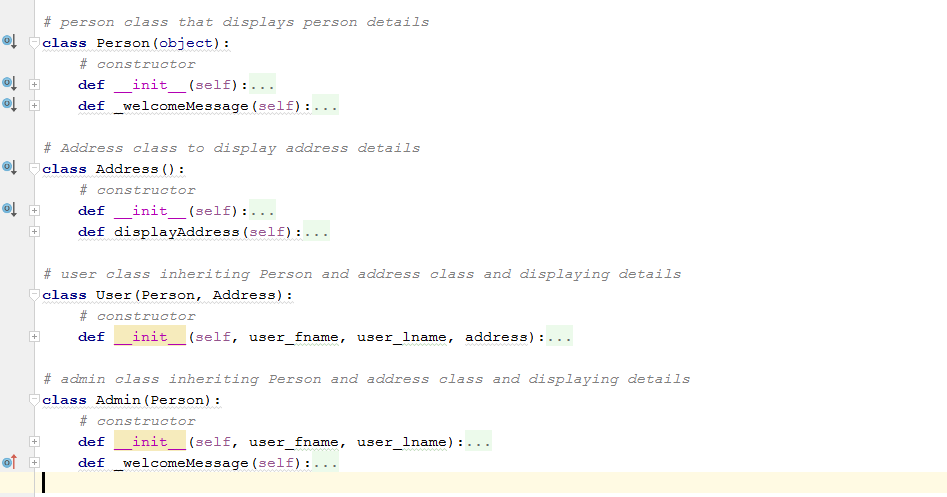 # person class that displays person details
class Person(object):
# constructor
def __init__(self):...
def _welcomeMessage(self):...
# Address class to display address details
class Address():
# constructor
def __init__(self):...
def displayAddress(self):...
# user class inheriting Person and address class and displaying details
class User(Person, Address):
# constructor
def __init__(self, user_fname, user_lname, address):...
# admin class inheriting Person and address class and displaying details
class Admin(Person):
# constructor
def __init__(self, user_fname, user_lname):...
def _welcomeMessage(self):...